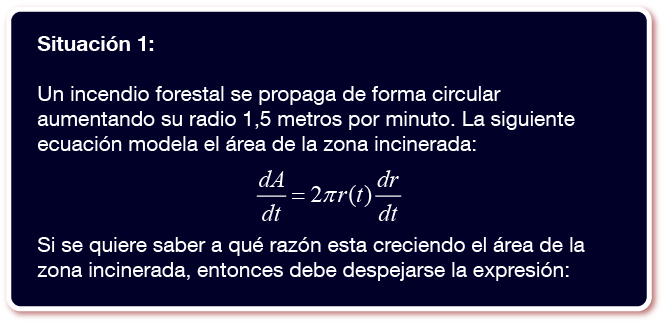 Situación 1:
Un incendio forestal se propaga de forma circular
aumentando su radio 1,5 metros por minuto. La siguiente
ecuación modela el área de la zona incinerada:
dA/dt = 2πr(t) dr/dt
Si se quiere saber a qué razón esta creciendo el área de la
zona incinerada, entonces debe despejarse la expresión: